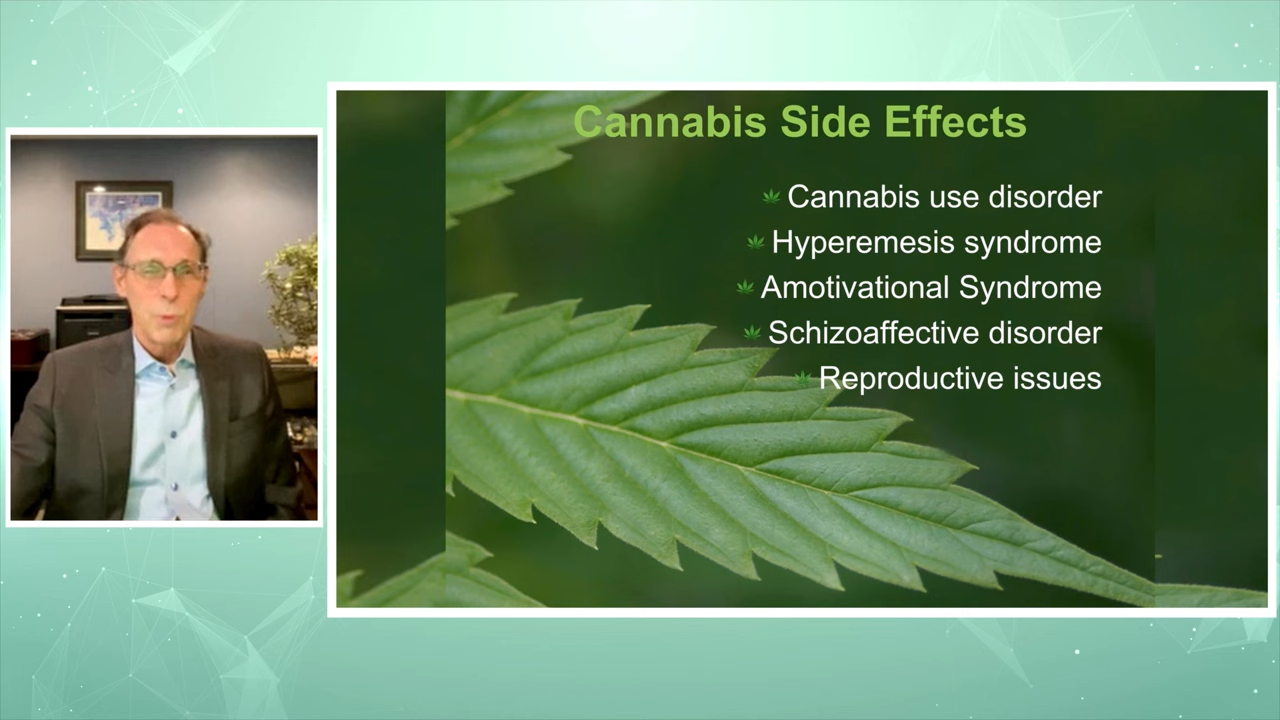 Cannabis Side Effects
Cannabis use disorder
Hyperemesis syndrome
Amotivational Syndrome
Schizoaffective disorder
Reproductive issues